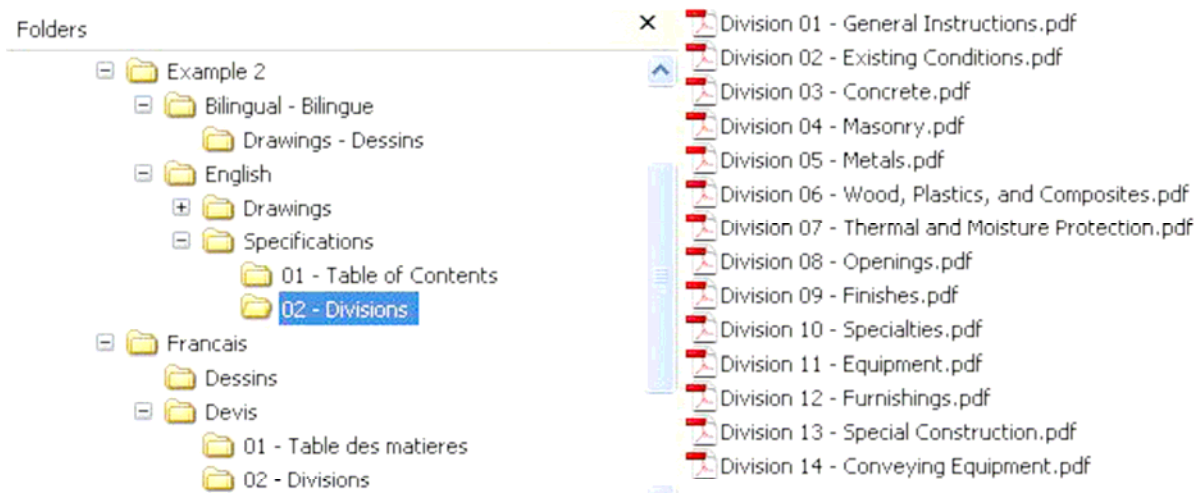 Folders
Example 2
Bilingual - Bilingue
Drawings - Dessins
English
Drawings
Specifications
01 - Table of Contents
02 - Divisions
Francais
Dessins
Devis
01 - Table des matieres
02 - Divisions
Division 01 - General Instructions.pdf
Division 02 - Existing Conditions.pdf
Division 03 - Concrete.pdf
Division 04 - Masonry.pdf
Division 05 - Metals.pdf
Division 06 - Wood, Plastics, and Composites.pdf
Division 07 - Thermal and Moisture Protection.pdf
Division 08 - Openings.pdf
Division 09 - Finishes.pdf
Division 10 - Specialties.pdf
Division 11 - Equipment.pdf
Division 12 - Furnishings.pdf
Division 13 - Special Construction.pdf
Division 14 - Conveying Equipment.pdf